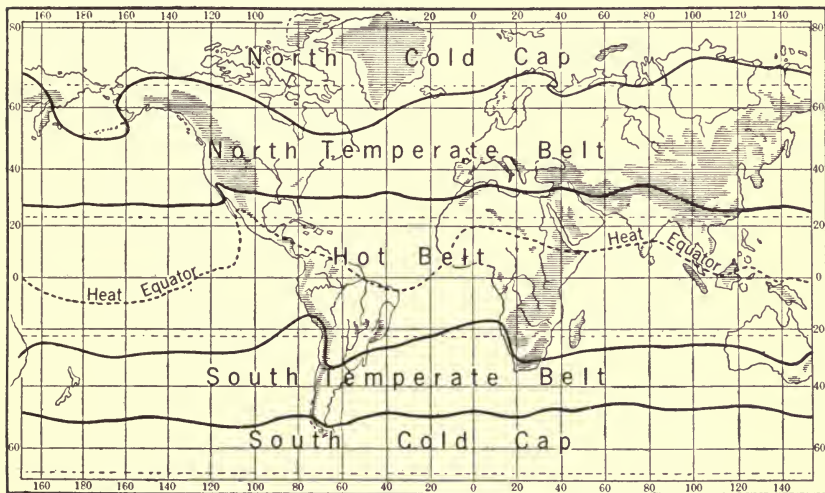 160 160 140 120 100 20 0 20 40 60 80 100 120 140
80 80
North Cold Cap
60 60
North Temperate Belt
40 40
20 20
Heat Equator
Hot Belt
0 0
Heat Equator
20 20
South Temperate Belt
40 40
South Cold Cap
60 60
160 180 160 140 120 100 80 60 40 20 0 20 40 60 80 100 120 140